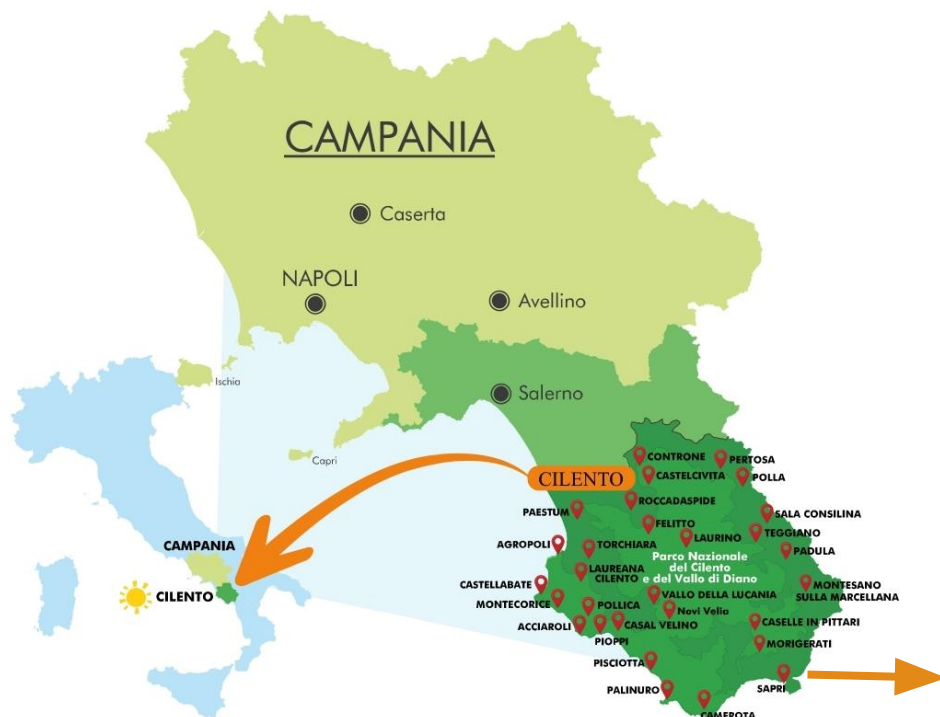 CAMPANIA
Caserta
NAPOLI
Avellino
Ischia
Salerno
Capri
CILENTO
CONTRONE
PERTOSA
CASTELCIVITA
POLLA
ROCCADASPIDE
PAESTUM
SALA CONSILINA
FELITTO
TEGGIANO
LAURINO
AGROPOLI
TORCHIARA
PADULA
Parco Nazionale
del Cilento
e del Vallo di Diano
LAUREANA
CILENTO
CASTELLABATE
MONTESANO
SULLA MARCELLANA
VALLO DELLA LUCANIA
MONTECORICE
POLLICA
Novi Velia
ACCIAROLI
CASAL VELINO
CASELLE IN PITTARI
PIOPPI
MORIGERATI
PISCIOTTA
PALINURO
SAPRI
CAMEROTA
CAMPANIA
CILENTO